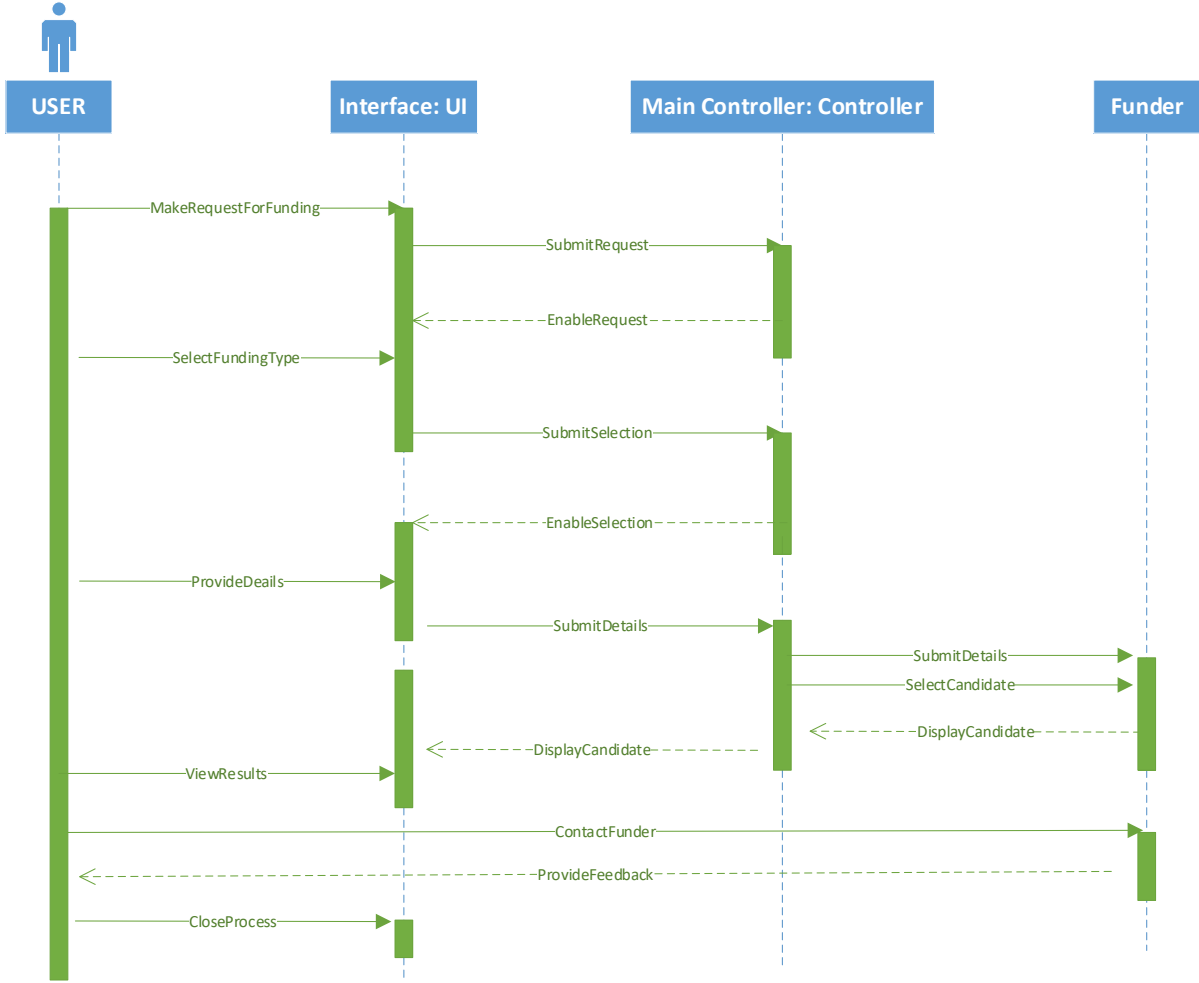 USER
Interface: UI
Main Controller: Controller
Funder
MakeRequestForFunding
SubmitRequest
EnableRequest
SelectFundingType
SubmitSelection
EnableSelection
ProvideDeails
SubmitDetails
SubmitDetails
SelectCandidate
DisplayCandidate
DisplayCandidate
ViewResults
ContactFunder
ProvideFeedback
CloseProcess